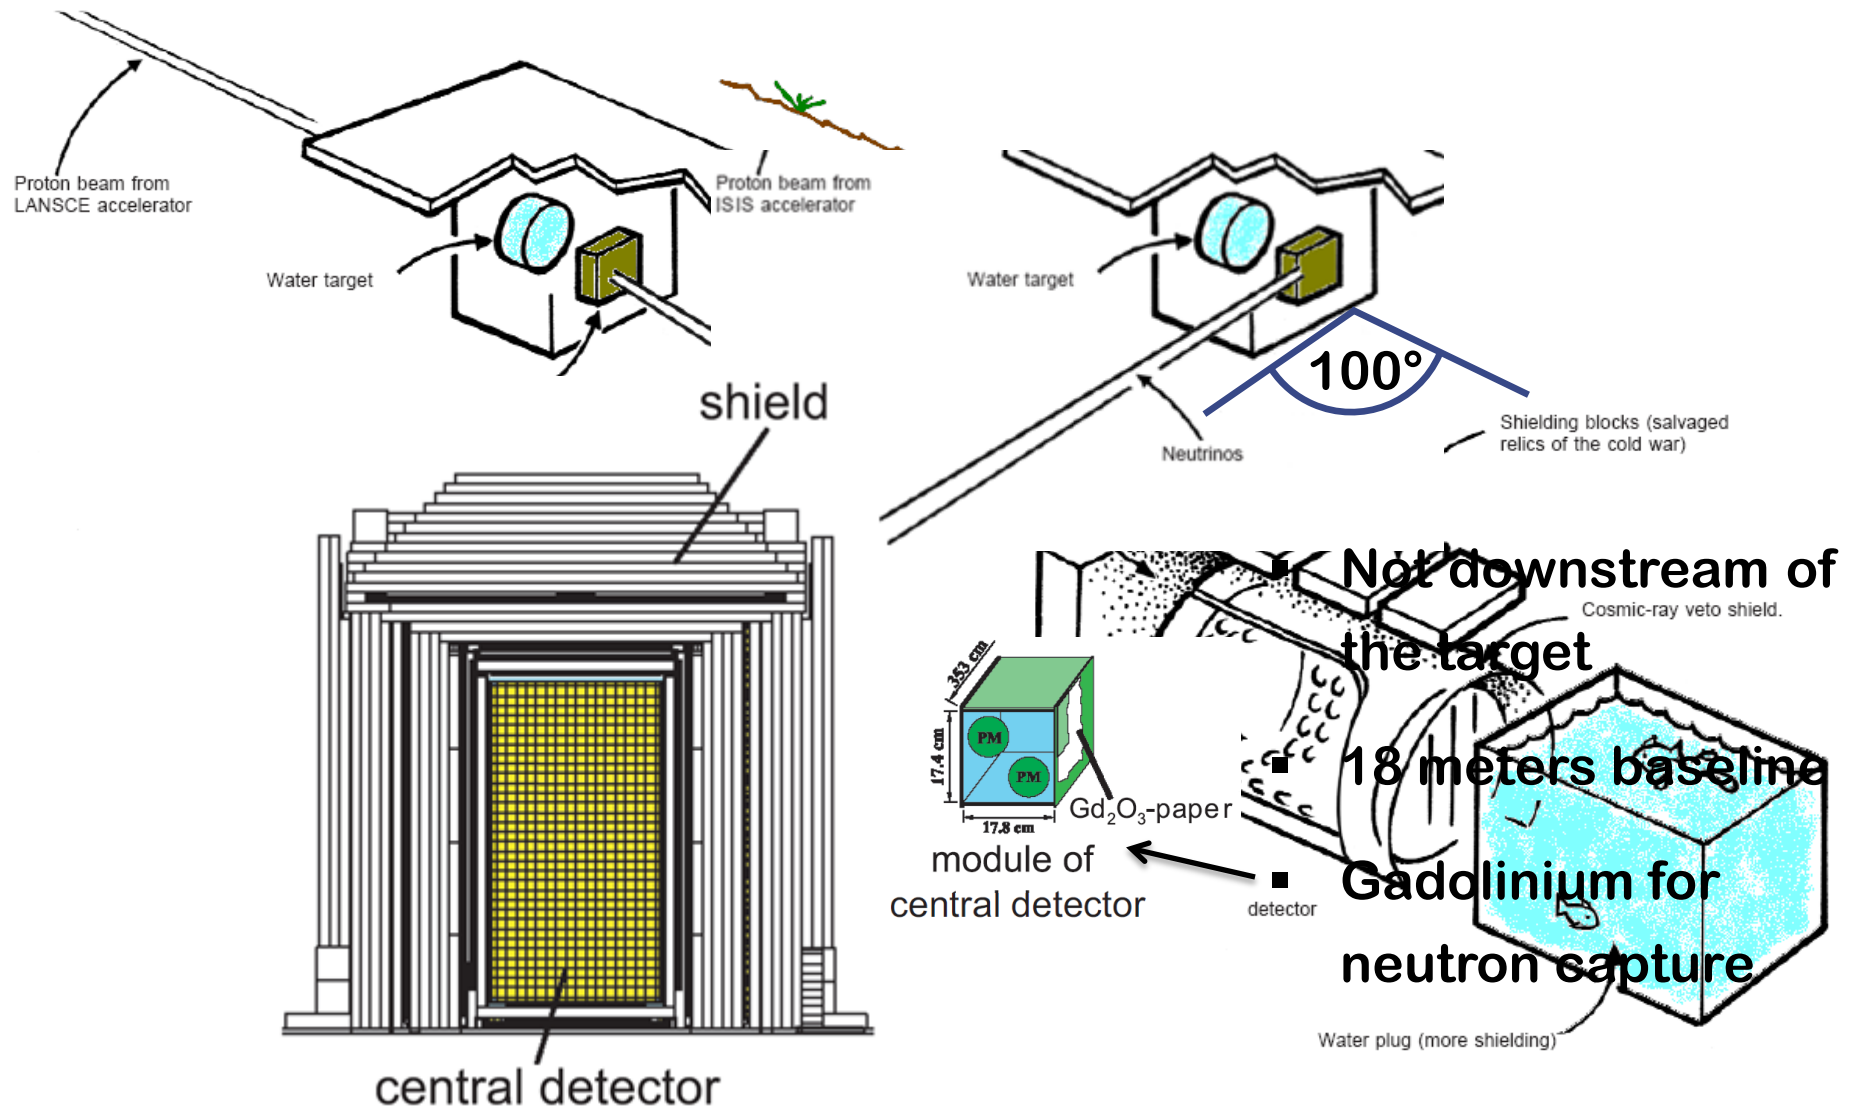 Proton beam from
LANSCE accelerator
Proton beam from
ISIS accelerator
Water target
Water target
100°
shield
Neutrinos
Shielding blocks (salvaged
relics of the cold war)
▪ Not downstream of
the target
Cosmic-ray veto shield.
353 cm
17.4 cm
PM
PM
17.8 cm
Gd₂O₃-paper
module of
central detector
▪ 18 meters baseline
▪ Gadolinium for
neutron capture
detector
Water plug (more shielding)
central detector